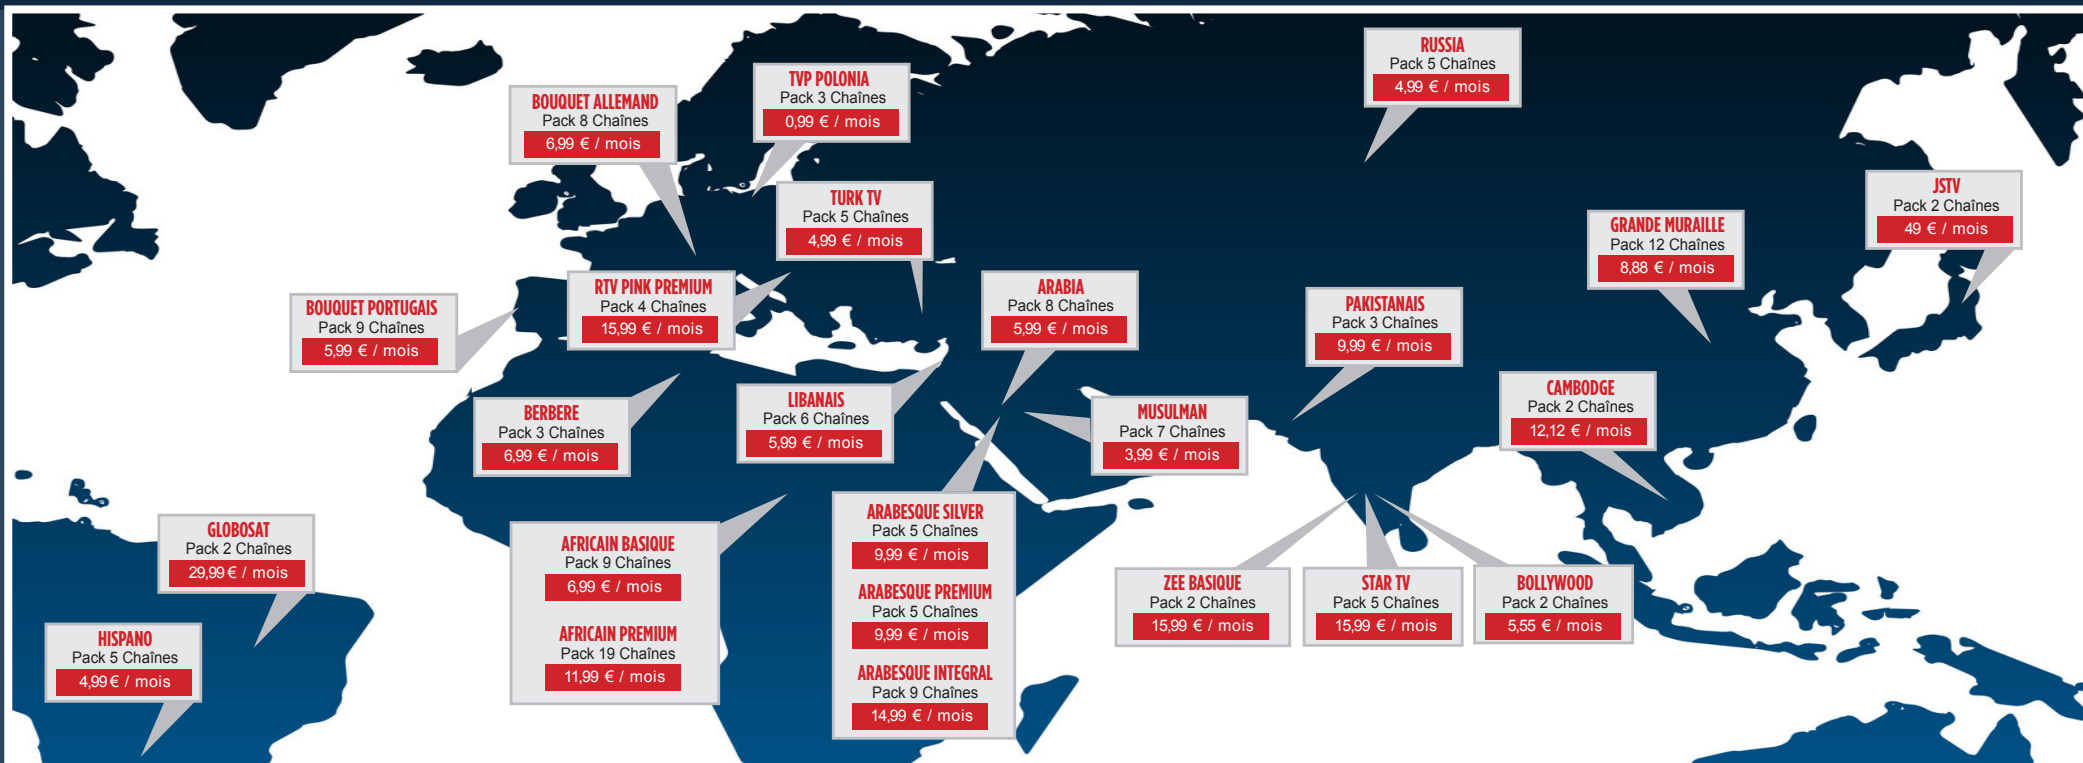 RUSSIA
Pack 5 Chaînes
4,99 € / mois
TVP POLONIA
Pack 3 Chaînes
0,99 € / mois
BOUQUET ALLEMAND
Pack 8 Chaînes
6,99 € / mois
TURK TV
Pack 5 Chaînes
4,99 € / mois
JSTV
Pack 2 Chaînes
49 € / mois
GRANDE MURAILLE
Pack 12 Chaînes
8,88 € / mois
RTV PINK PREMIUM
Pack 4 Chaînes
15,99 € / mois
ARABIA
Pack 8 Chaînes
5,99 € / mois
BOUQUET PORTUGAIS
Pack 9 Chaînes
5,99 € / mois
PAKISTANAIS
Pack 3 Chaînes
9,99 € / mois
CAMBODGE
Pack 2 Chaînes
12,12 € / mois
LIBANAIS
Pack 6 Chaînes
5,99 € / mois
BERBERE
Pack 3 Chaînes
6,99 € / mois
MUSULMAN
Pack 7 Chaînes
3,99 € / mois
GLOBOSAT
Pack 2 Chaînes
29,99 € / mois
AFRICAIN BASIQUE
Pack 9 Chaînes
6,99 € / mois
AFRICAIN PREMIUM
Pack 19 Chaînes
11,99 € / mois
ARABESQUE SILVER
Pack 5 Chaînes
9,99 € / mois
ARABESQUE PREMIUM
Pack 5 Chaînes
9,99 € / mois
ARABESQUE INTEGRAL
Pack 9 Chaînes
14,99 € / mois
ZEE BASIQUE
Pack 2 Chaînes
15,99 € / mois
STAR TV
Pack 5 Chaînes
15,99 € / mois
BOLLYWOOD
Pack 2 Chaînes
5,55 € / mois
HISPANO
Pack 5 Chaînes
4,99 € / mois